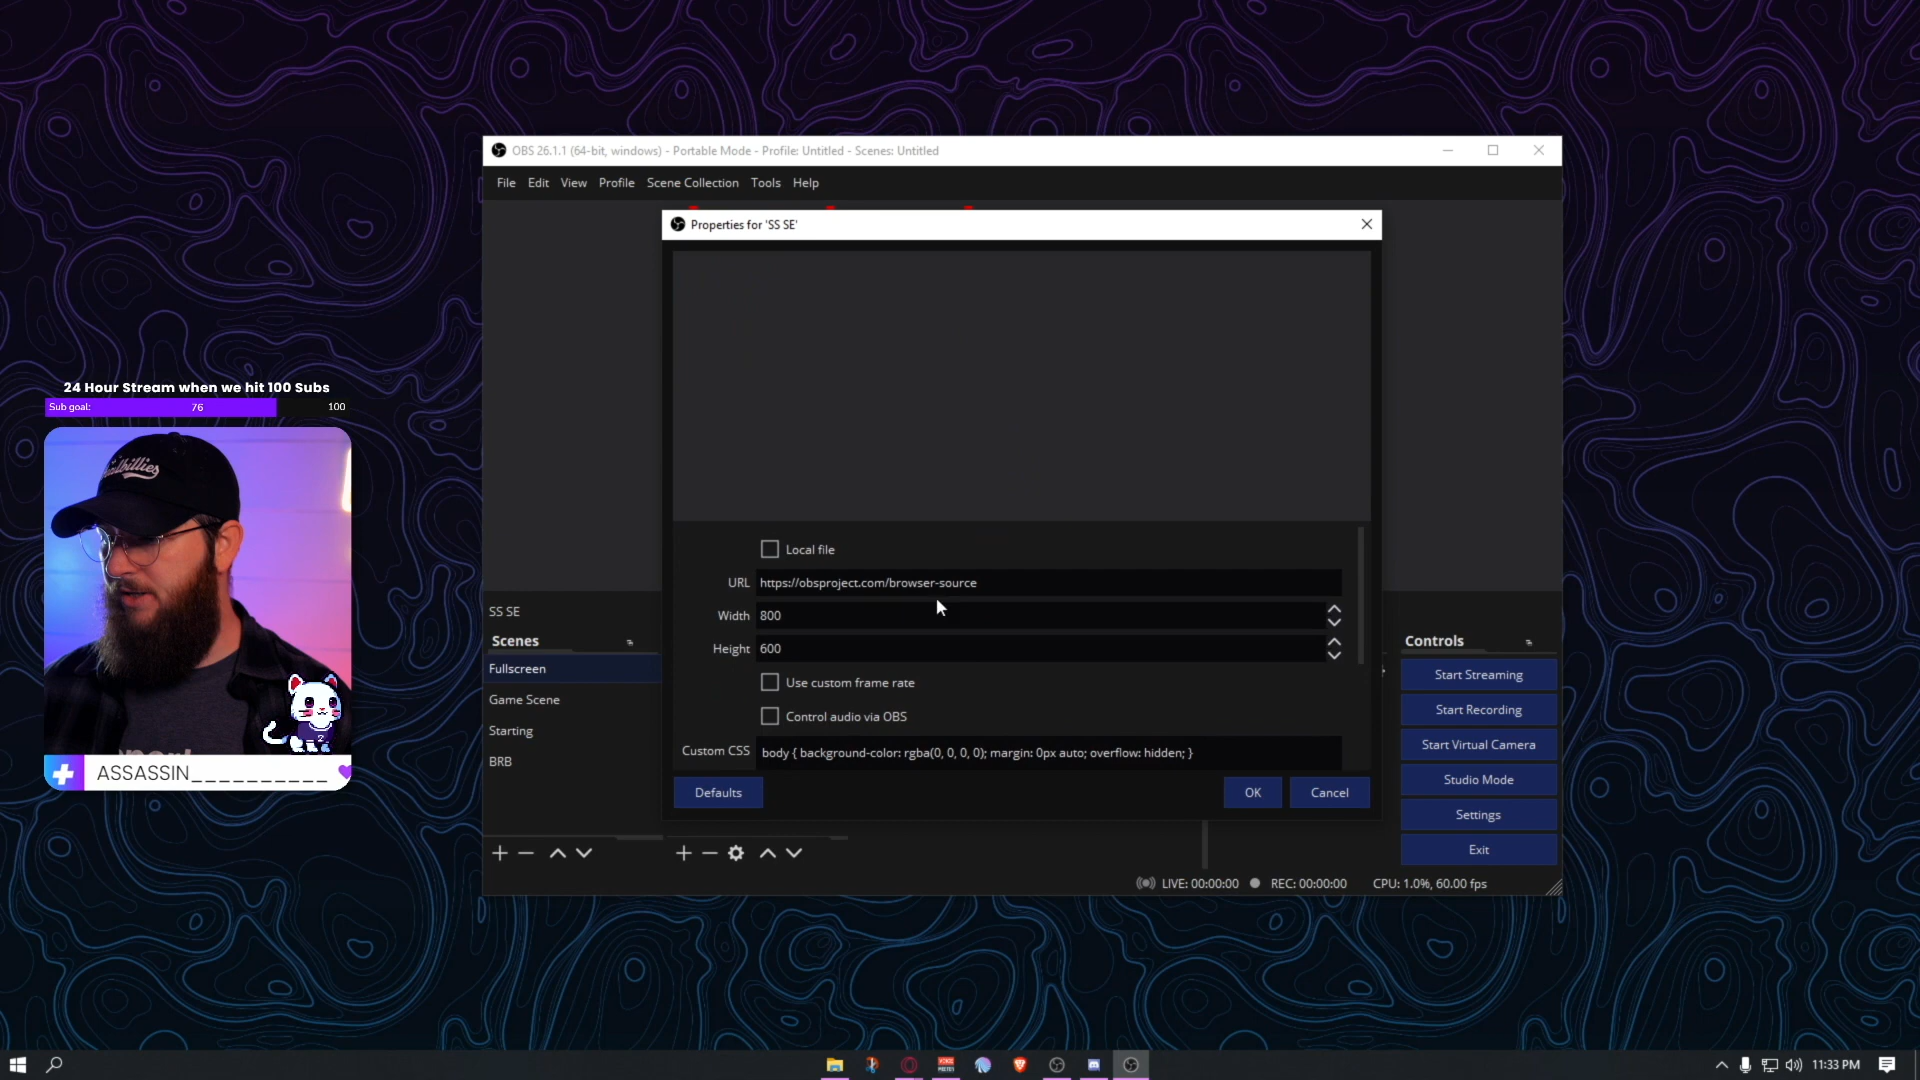 OBS 26.1.1 (64-bit, windows) - Portable Mode - Profile: Untitled - Scenes: Untitled
File Edit View Profile Scene Collection Tools Help
Properties for 'SS SE'
24 Hour Stream when we hit 100 Subs
Sub goal: 76 100
Local file
URL https://obsproject.com/browser-source
Width 800
Height 600
Use custom frame rate
Control audio via OBS
Custom CSS body { background-color: rgba(0, 0, 0, 0); margin: 0px auto; overflow: hidden; }
Defaults OK Cancel
SS SE
Scenes
Fullscreen
Game Scene
Starting
BRB
Controls
Start Streaming
Start Recording
Start Virtual Camera
Studio Mode
Settings
Exit
ASSASSIN__________
LIVE: 00:00:00 REC: 00:00:00 CPU: 1.0%, 60.00 fps
11:33 PM